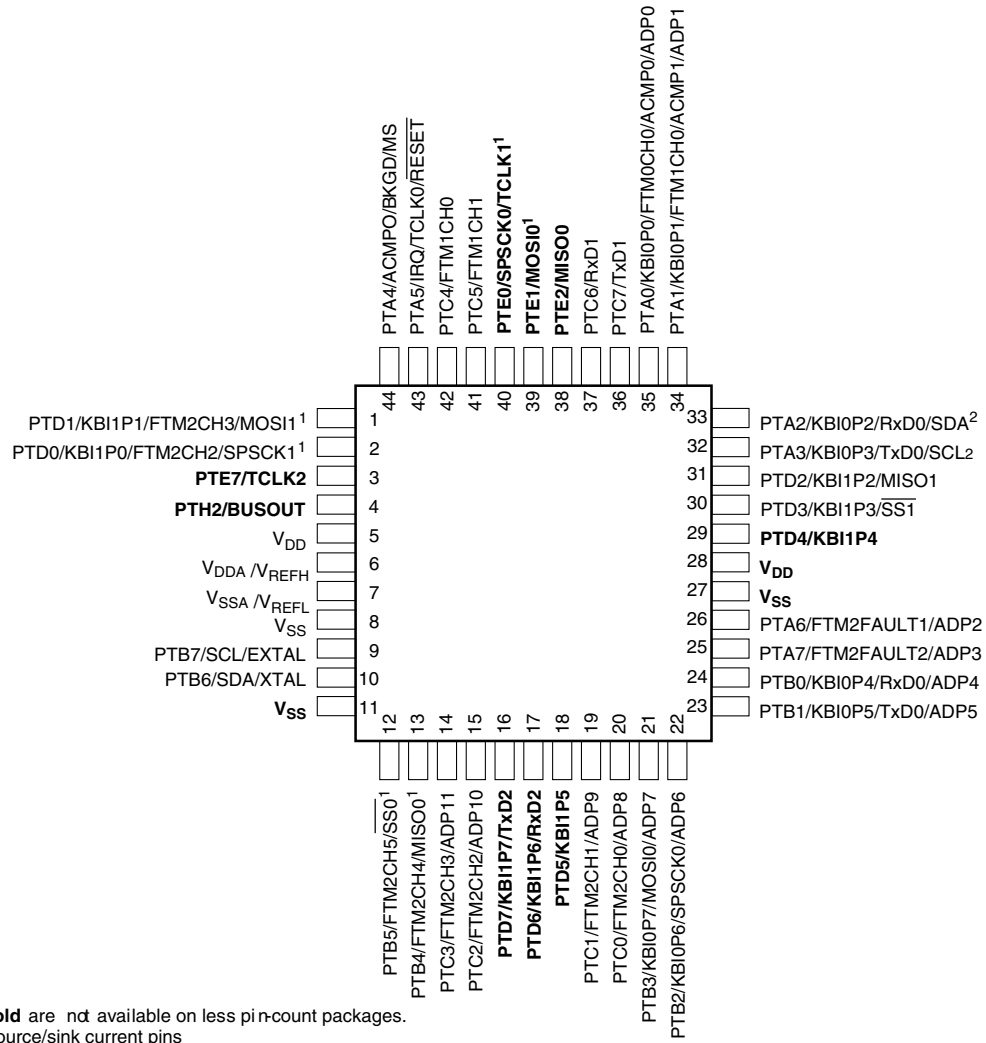 PTA4/ACMPO/BKGD/MS
PTA5/IRQ/TCLK0/RESET
PTC4/FTM1CH0
PTC5/FTM1CH1
PTE0/SPSCK0/TCLK1¹
PTE1/MOSI0¹
PTE2/MISO0
PTC6/RxD1
PTC7/TxD1
PTA0/KBI0P0/FTM0CH0/ACMP0/ADP0
PTA1/KBI0P1/FTM1CH0/ACMP1/ADP1
44 43 42 41 40 39 38 37 36 35 34
PTD1/KBI1P1/FTM2CH3/MOSI1¹ 1
PTD0/KBI1P0/FTM2CH2/SPSCK1¹ 2
PTE7/TCLK2 3
PTH2/BUSOUT 4
VDD 5
VDDA /VREFH 6
VSSA /VREFL 7
VSS 8
PTB7/SCL/EXTAL 9
PTB6/SDA/XTAL 10
VSS 11
33 PTA2/KBI0P2/RxD0/SDA²
32 PTA3/KBI0P3/TxD0/SCL2
31 PTD2/KBI1P2/MISO1
30 PTD3/KBI1P3/SS1
29 PTD4/KBI1P4
28 VDD
27 VSS
26 PTA6/FTM2FAULT1/ADP2
25 PTA7/FTM2FAULT2/ADP3
24 PTB0/KBI0P4/RxD0/ADP4
23 PTB1/KBI0P5/TxD0/ADP5
12 13 14 15 16 17 18 19 20 21 22
PTB5/FTM2CH5/SS0¹
PTB4/FTM2CH4/MISO0¹
PTC3/FTM2CH3/ADP11
PTC2/FTM2CH2/ADP10
PTD7/KBI1P7/TxD2
PTD6/KBI1P6/RxD2
PTD5/KBI1P5
PTC1/FTM2CH1/ADP9
PTC0/FTM2CH0/ADP8
PTB3/KBI0P7/MOSI0/ADP7
PTB2/KBI0P6/SPSCK0/ADP6
old are not available on less pin-count packages.
ource/sink current pins